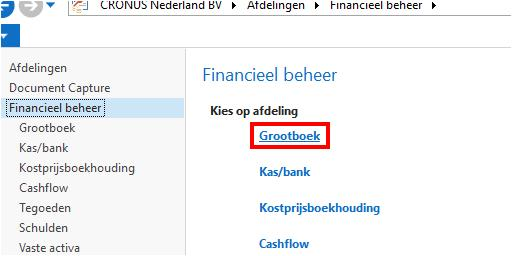 CRONUS Nederland BV ▸ Afdelingen ▸ Financieel beheer ▸
Afdelingen
Document Capture
Financieel beheer
Grootboek
Kas/bank
Kostprijsboekhouding
Cashflow
Tegoeden
Schulden
Vaste activa
Financieel beheer
Kies op afdeling
Grootboek
Kas/bank
Kostprijsboekhouding
Cashflow